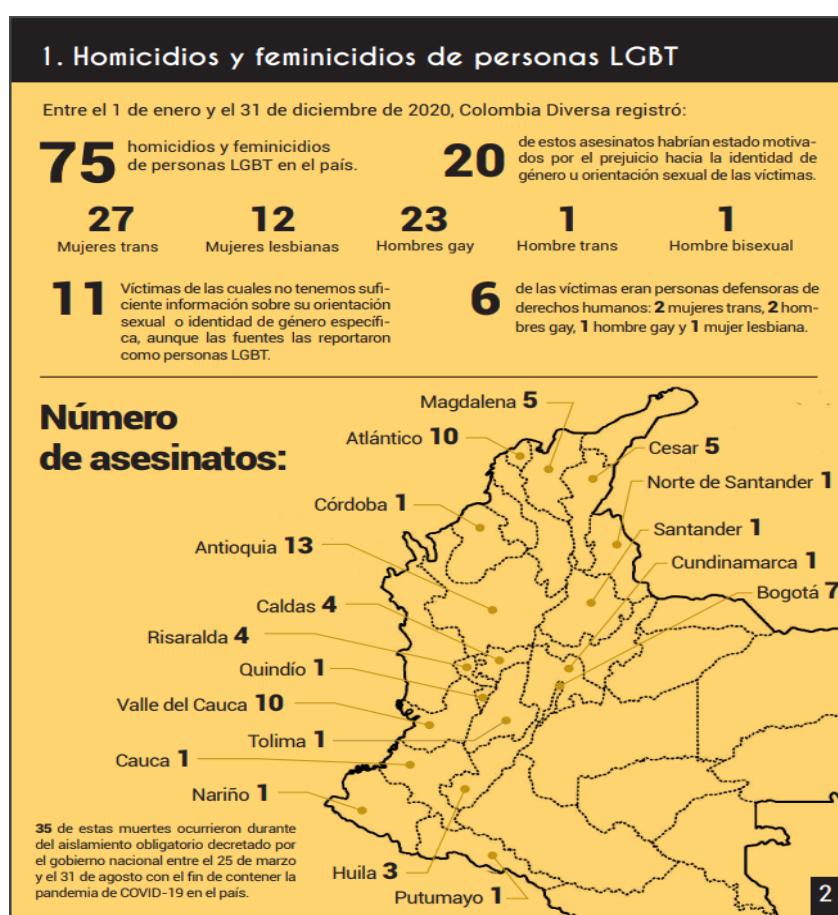 1. Homicidios y feminicidios de personas LGBT
Entre el 1 de enero y el 31 de diciembre de 2020, Colombia Diversa registró:
75 homicidios y feminicidios
de personas LGBT en el país.
20 de estos asesinatos habrían estado motiva-
dos por el prejuicio hacia la identidad de
género u orientación sexual de las víctimas.
27
Mujeres trans
12
Mujeres lesbianas
23
Hombres gay
1
Hombre trans
1
Hombre bisexual
11 Víctimas de las cuales no tenemos sufi-
ciente información sobre su orientación
sexual o identidad de género específi-
ca, aunque las fuentes las reportaron
como personas LGBT.
6 de las víctimas eran personas defensoras de
derechos humanos: 2 mujeres trans, 2 hom-
bres gay, 1 hombre gay y 1 mujer lesbiana.
Número
de asesinatos:
Magdalena 5
Atlántico 10
Cesar 5
Norte de Santander 1
Córdoba 1
Santander 1
Antioquia 13
Cundinamarca 1
Bogotá 7
Caldas 4
Risaralda 4
Quindío 1
Valle del Cauca 10
Tolima 1
Cauca 1
Nariño 1
35 de estas muertes ocurrieron durante
del aislamiento obligatorio decretado por
el gobierno nacional entre el 25 de marzo
y el 31 de agosto con el fin de contener la
pandemia de COVID-19 en el país.
Huila 3
Putumayo 1
2